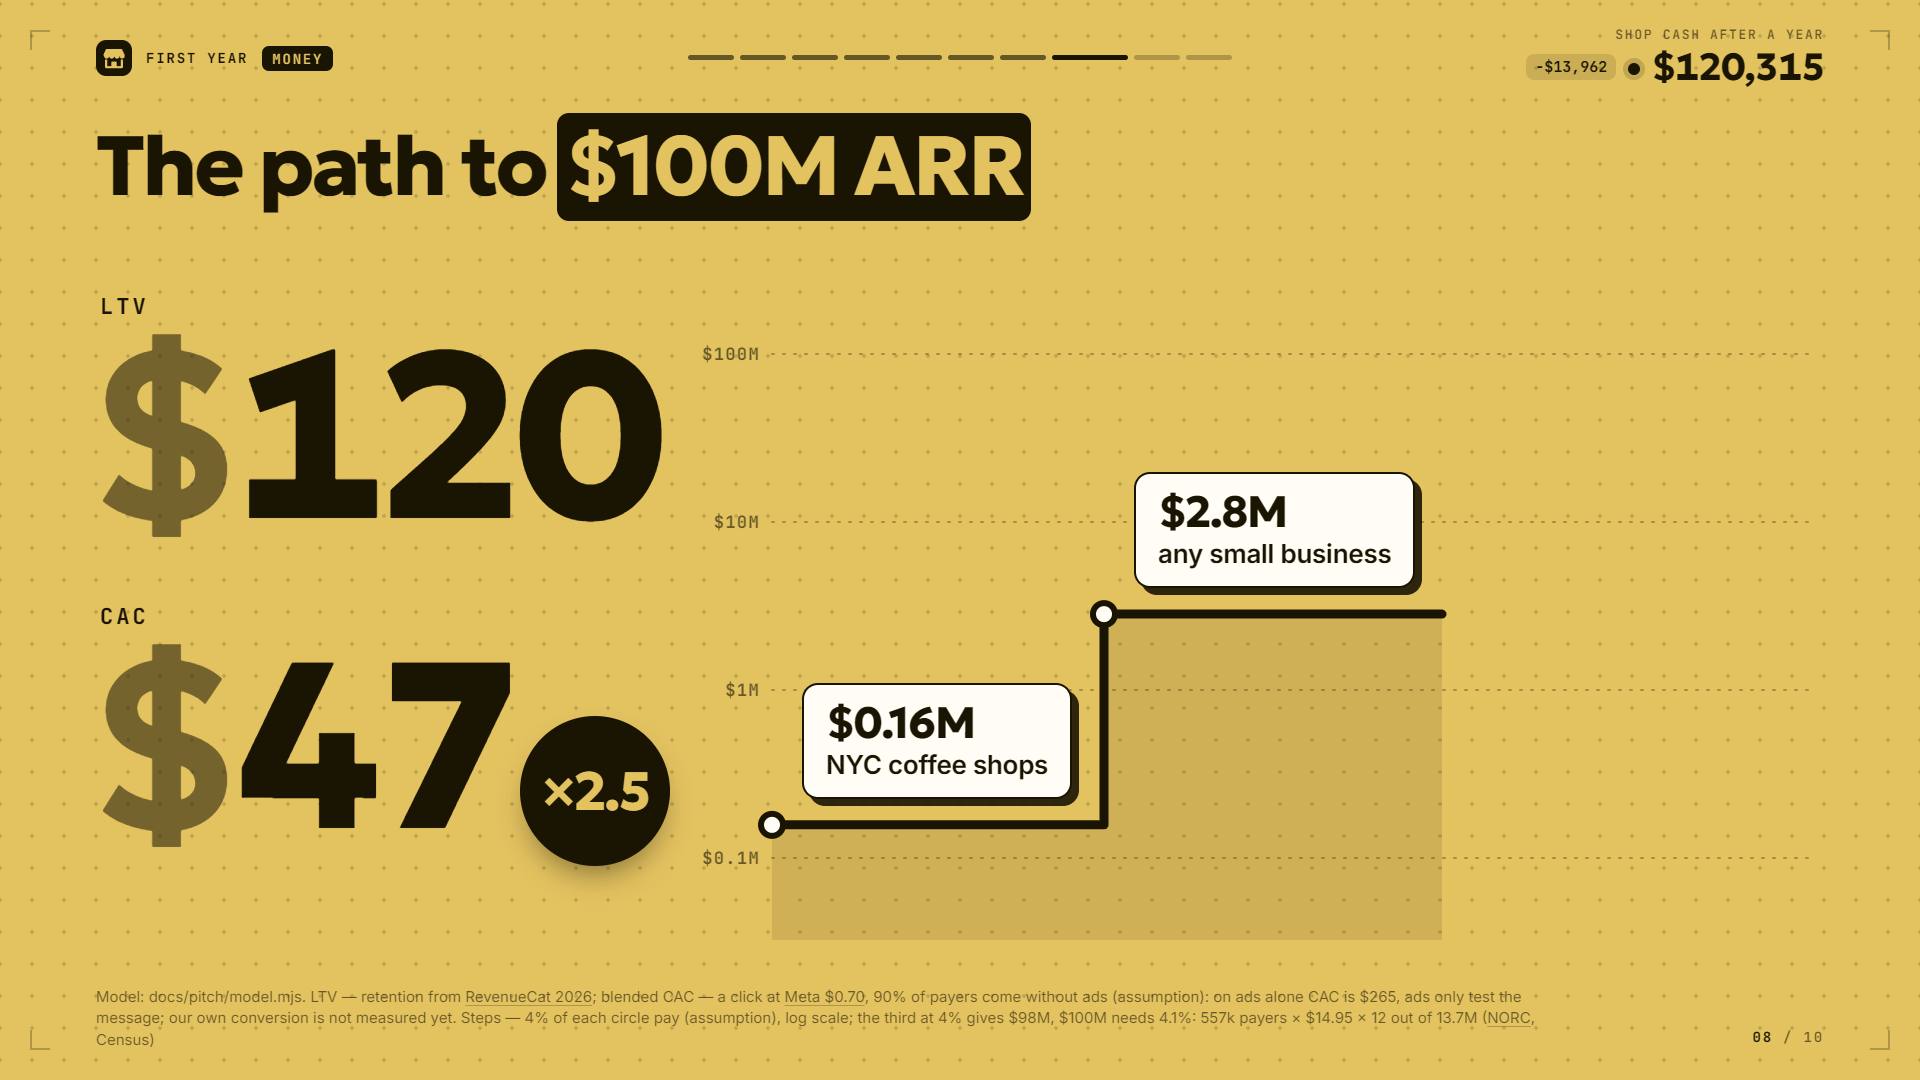 FIRST YEAR MONEY
SHOP CASH AFTER A YEAR
-$13,962 $120,315
The path to $100M ARR
LTV
$120
CAC
$47
×2.5
$100M
$10M
$1M
$0.1M
$2.8M
any small business
$0.16M
NYC coffee shops
Model: docs/pitch/model.mjs. LTV — retention from RevenueCat 2026; blended CAC — a click at Meta $0.70, 90% of payers come without ads (assumption): on ads alone CAC is $265, ads only test the
message; our own conversion is not measured yet. Steps — 4% of each circle pay (assumption), log scale; the third at 4% gives $98M, $100M needs 4.1%: 557k payers × $14.95 × 12 out of 13.7M (NORC,
Census)
08 / 10